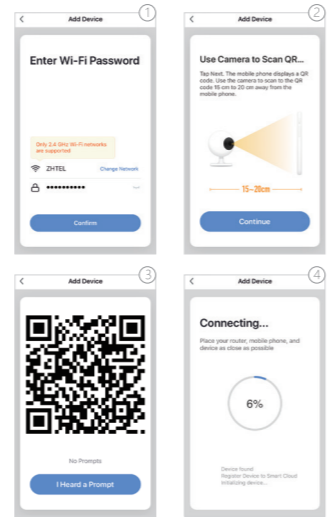 Add Device
1
Enter Wi-Fi Password
Only 2.4 GHz Wi-Fi networks
are supported
ZHTEL
Change Network
Confirm
Add Device
2
Use Camera to Scan QR...
Tap Next. The mobile phone displays a QR
code. Use the camera to scan to the QR
code 15 cm to 20 cm away from the
mobile phone.
15–20cm
Continue
Add Device
3
No Prompts
I Heard a Prompt
Add Device
4
Connecting...
Place your router, mobile phone, and
device as close as possible
6%
Device found
Register Device to Smart Cloud
Initializing device...